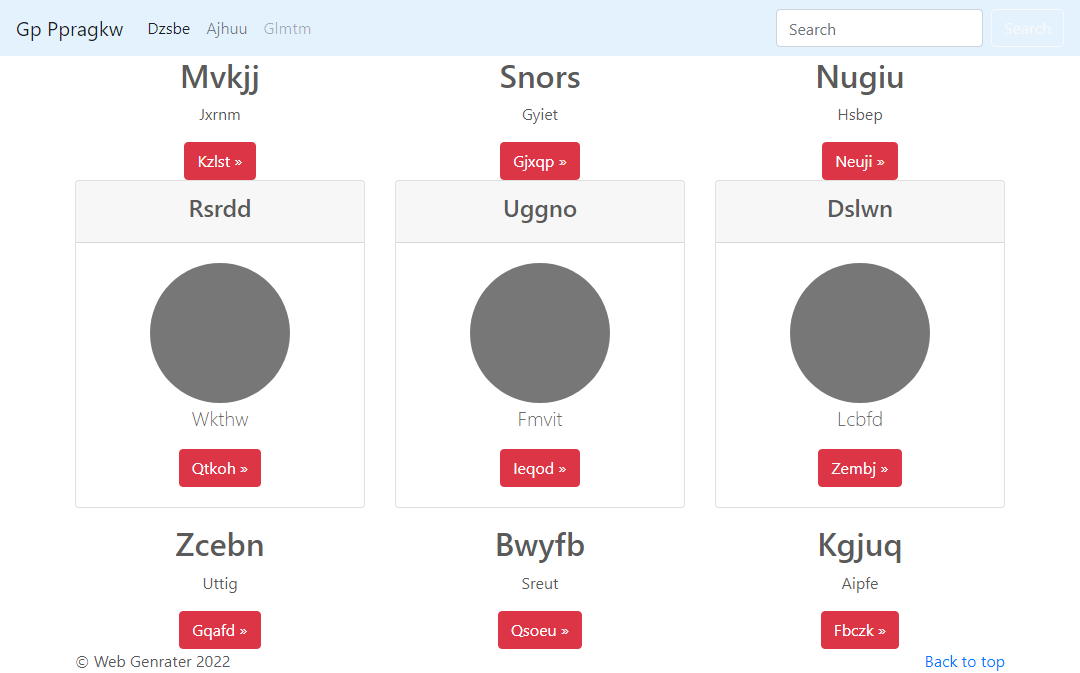 Gp Ppragkw Dzsbe Ajhuu Glmtm Search Search
Mvkjj Snors Nugiu
Jxrnm Gyiet Hsbep
Kzlst » Gjxqp » Neuji »
Rsrdd Uggno Dslwn
Wkthw Fmvit Lcbfd
Qtkoh » Ieqod » Zembj »
Zcebn Bwyfb Kgjuq
Uttig Sreut Aipfe
Gqafd » Qsoeu » Fbczk »
© Web Genrater 2022 Back to top